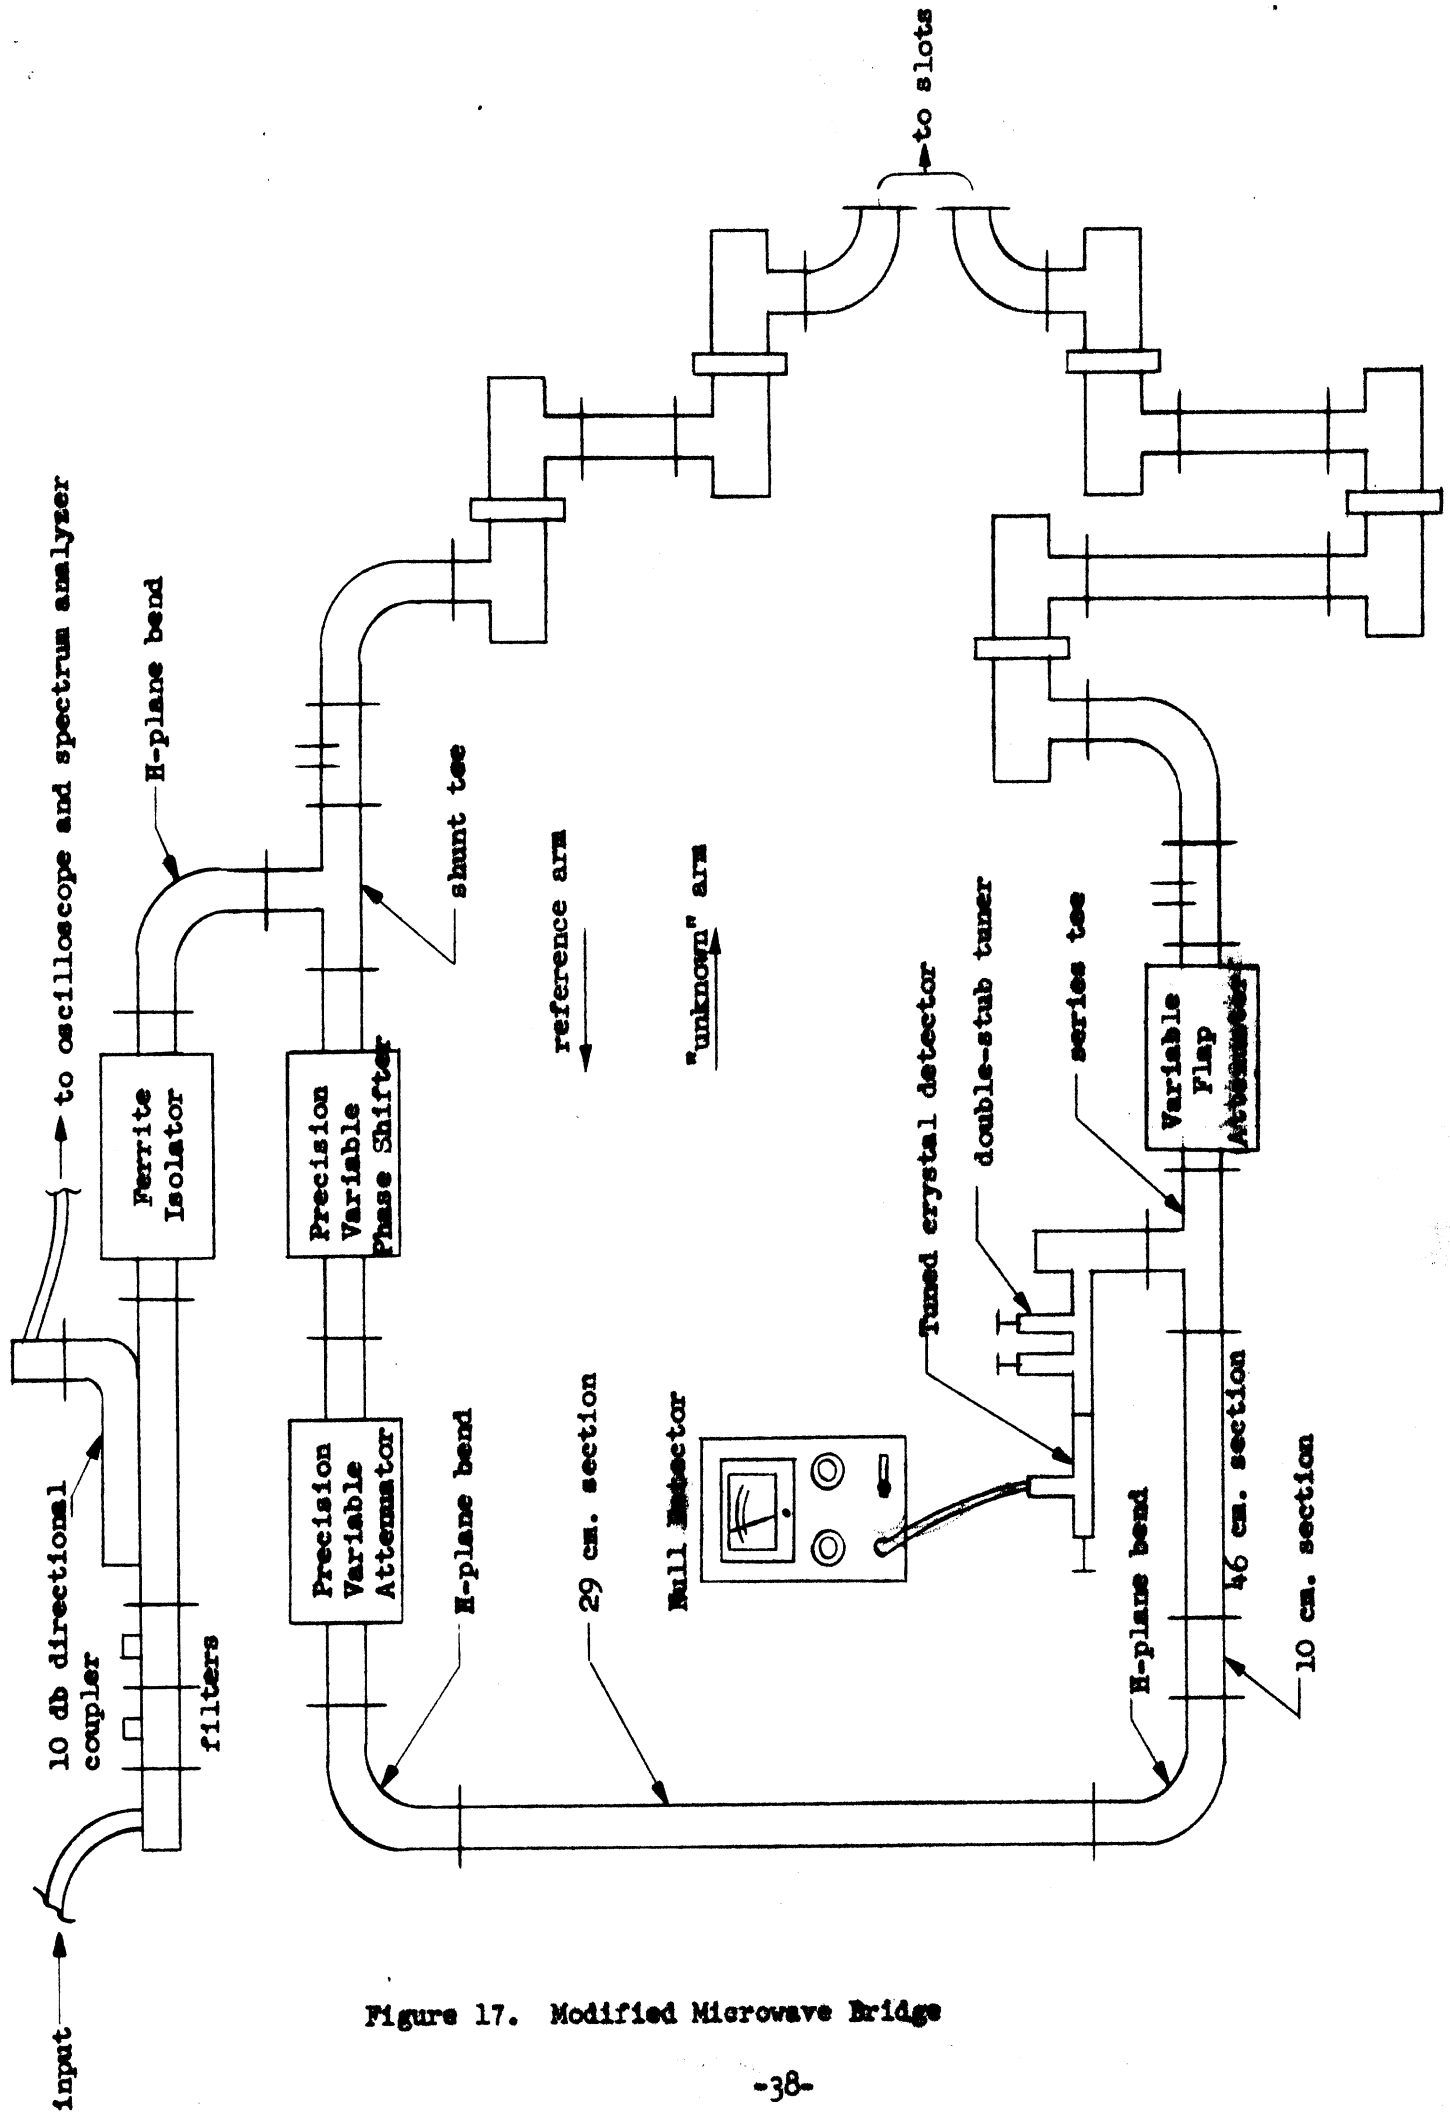 input
to oscilloscope and spectrum analyzer
10 db directional
coupler
filters
Ferrite
Isolator
H-plane bend
shunt tee
Precision
Variable
Phase Shifter
Precision
Variable
Attenuator
H-plane bend
29 cm. section
reference arm
"unknown" arm
to slots
Null Detector
Tuned crystal detector
double-stub tuner
series tee
Variable
Flap
Attenuator
H-plane bend
46 cm. section
10 cm. section
Figure 17. Modified Microwave Bridge
-38-